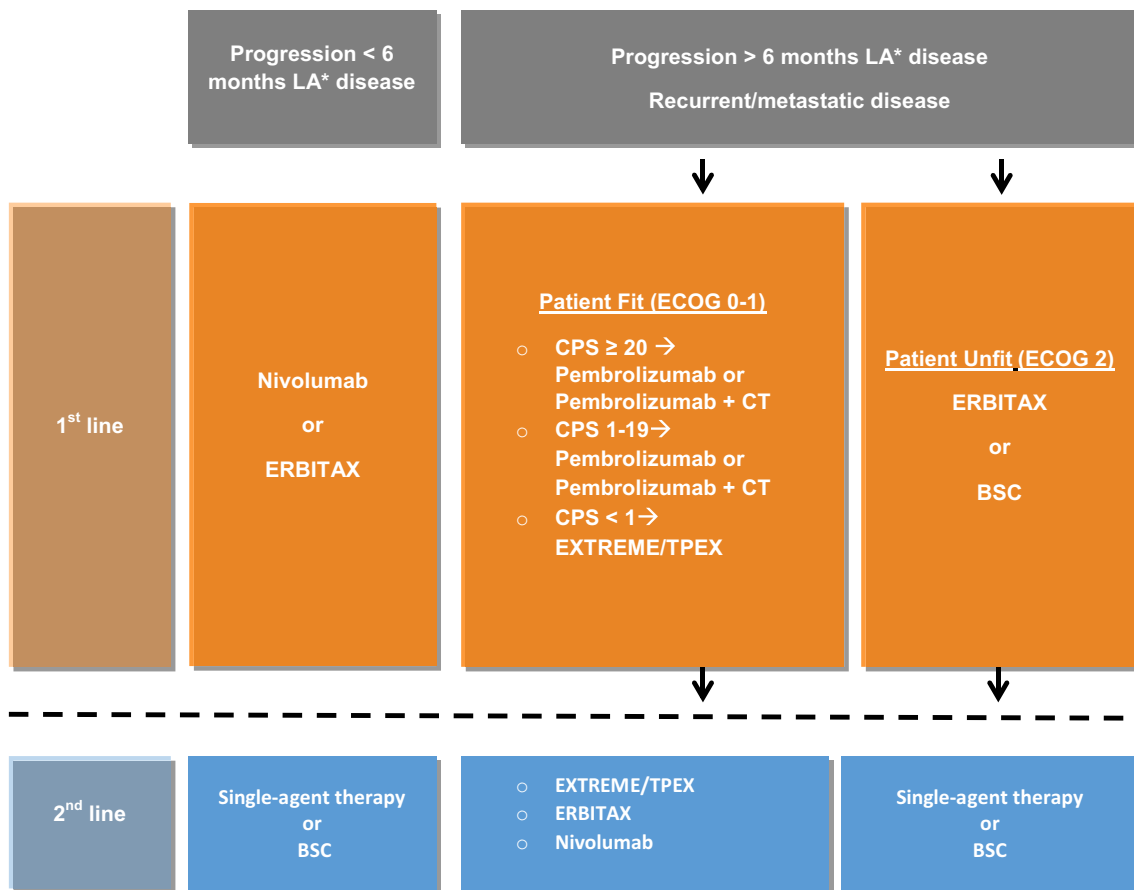 Progression < 6
months LA* disease
Progression > 6 months LA* disease
Recurrent/metastatic disease
1st line
Nivolumab
or
ERBITAX
Patient Fit (ECOG 0-1)
o CPS ≥ 20 →
Pembrolizumab or
Pembrolizumab + CT
o CPS 1-19→
Pembrolizumab or
Pembrolizumab + CT
o CPS < 1→
EXTREME/TPEX
Patient Unfit (ECOG 2)
ERBITAX
or
BSC
2nd line
Single-agent therapy
or
BSC
o EXTREME/TPEX
o ERBITAX
o Nivolumab
Single-agent therapy
or
BSC